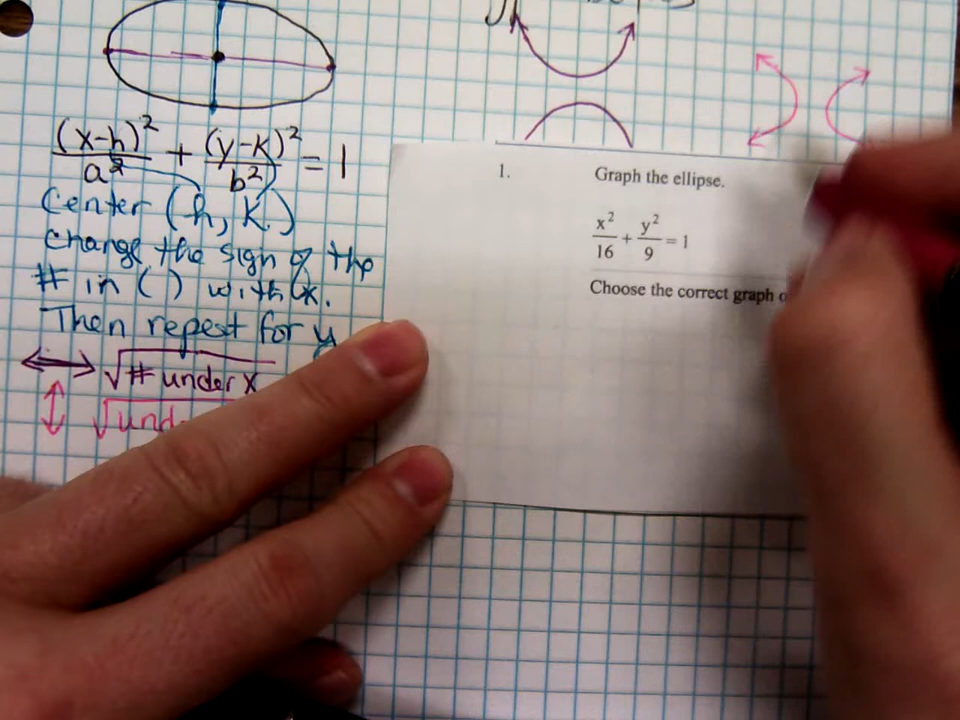 (x-h)²/a² + (y-k)²/b² = 1
Center (h, k)
Change the sign of the
# in ( ) with x.
Then repeat for y
√# under x
√und
1. Graph the ellipse.
x²/16 + y²/9 = 1
Choose the correct graph o